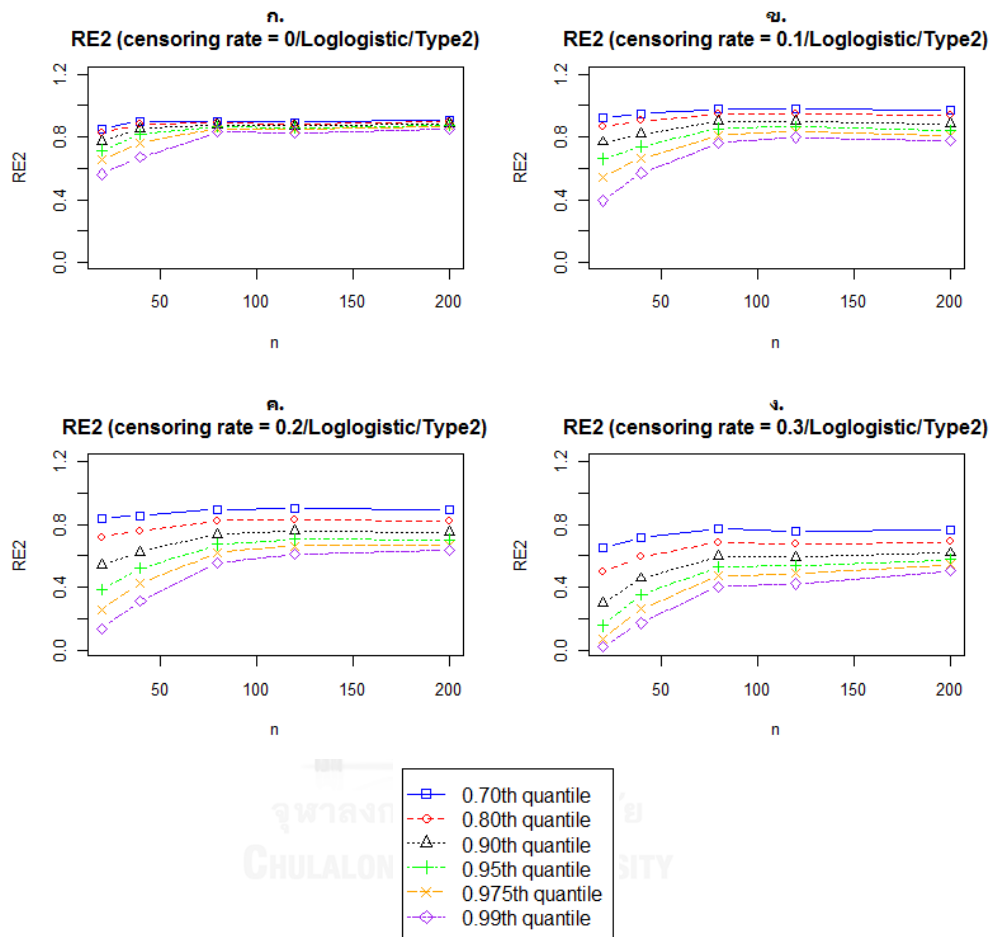 ก.
RE2 (censoring rate = 0/Loglogistic/Type2)
RE2
0.0
0.4
0.8
1.2
50
100
150
200
n
ข.
RE2 (censoring rate = 0.1/Loglogistic/Type2)
RE2
0.0
0.4
0.8
1.2
50
100
150
200
n
ค.
RE2 (censoring rate = 0.2/Loglogistic/Type2)
RE2
0.0
0.4
0.8
1.2
50
100
150
200
n
ง.
RE2 (censoring rate = 0.3/Loglogistic/Type2)
RE2
0.0
0.4
0.8
1.2
50
100
150
200
n
0.70th quantile
0.80th quantile
0.90th quantile
0.95th quantile
0.975th quantile
0.99th quantile